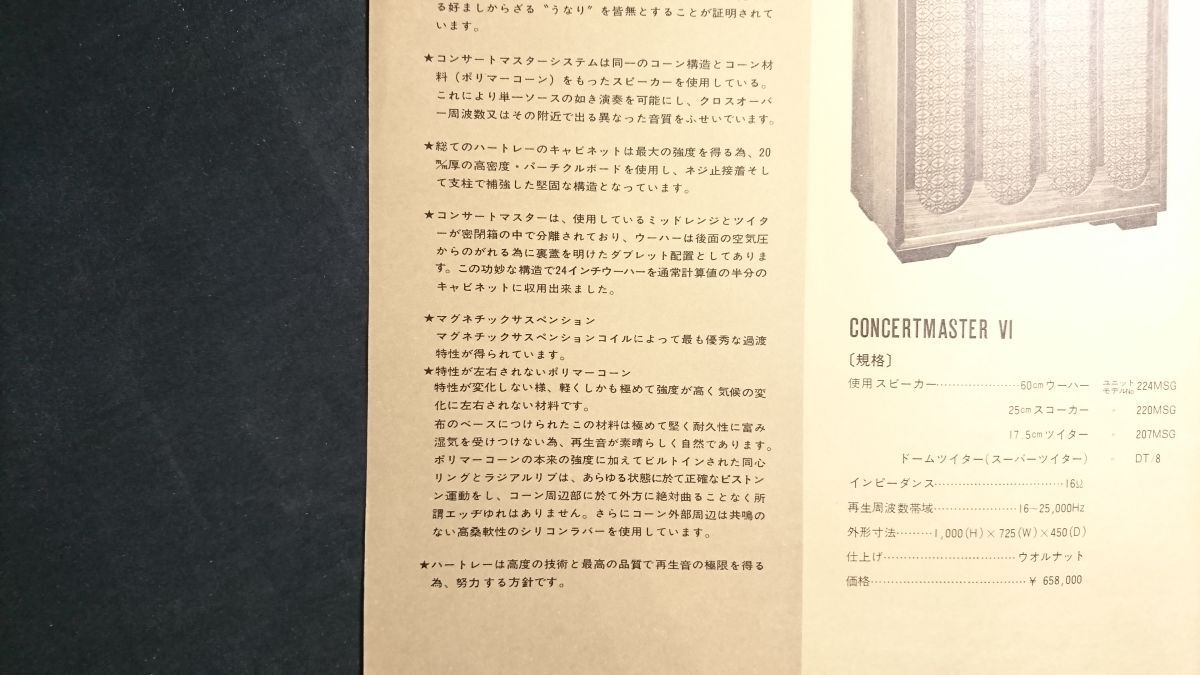 る好ましからざる〝うなり〟を皆無とすることが証明されて
います。
★コンサートマスターシステムは同一のコーン構造とコーン材
料（ポリマーコーン）をもったスピーカーを使用している。
これにより単一ソースの如き演奏を可能にし、クロスオーバ
ー周波数又はその附近で出る異なった音質をふせいでいます。
★総てのハートレーのキャビネットは最大の強度を得る為、20
㎜厚の高密度・パーチクルボードを使用し、ネジ止接着そし
て支柱で補強した堅固な構造となっています。
★コンサートマスターは、使用しているミッドレンジとツイタ
ーが密閉箱の中で分離されており、ウーハーは後面の空気圧
からのがれる為に裏蓋を明けたダブレット配置としてありま
す。この功妙な構造で24インチウーハーを通常計算値の半分の
キャビネットに収用出来ました。
★マグネチックサスペンション
マグネチックサスペンションコイルによって最も優秀な過渡
特性が得られています。
★特性が左右されないポリマーコーン
特性が変化しない様、軽くしかも極めて強度が高く気候の変
化に左右されない材料です。
布のベースにつけられたこの材料は極めて堅く耐久性に富み
湿気を受けつけない為、再生音が素晴らしく自然であります。
ポリマーコーンの本来の強度に加えてビルトインされた同心
リングとラジアルリブは、あらゆる状態に於て正確なピストン
ン運動をし、コーン周辺部に於て外方に絶対曲ることなく所
謂エッヂゆれはありません。さらにコーン外部周辺は共鳴の
ない高桑軟性のシリコンラバーを使用しています。
★ハートレーは高度の技術と最高の品質で再生音の極限を得る
為、努力する方針です。
CONCERTMASTER VI
〔規格〕
使用スピーカー…………………60cmウーハー ユニットモデルNo 224MSG
25cmスコーカー 〃 220MSG
17.5cmツイター 〃 207MSG
ドームツイター(スーパーツイター) 〃 DT/8
インピーダンス……………………………16Ω
再生周波数帯域…………………16~25,000Hz
外形寸法………1,000(H)×725(W)×450(D)
仕上げ……………………………ウオルナット
価格…………………………………￥ 658,000